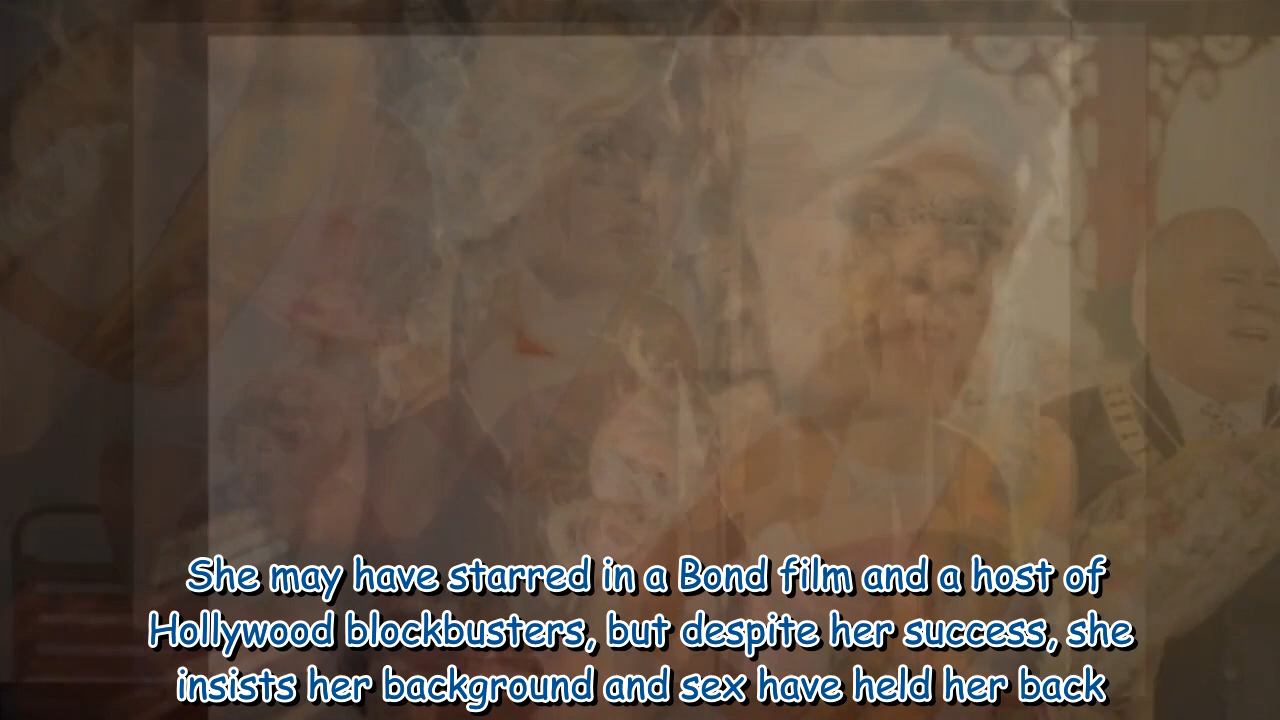 She may have starred in a Bond film and a host of
Hollywood blockbusters, but despite her success, she
insists her background and sex have held her back